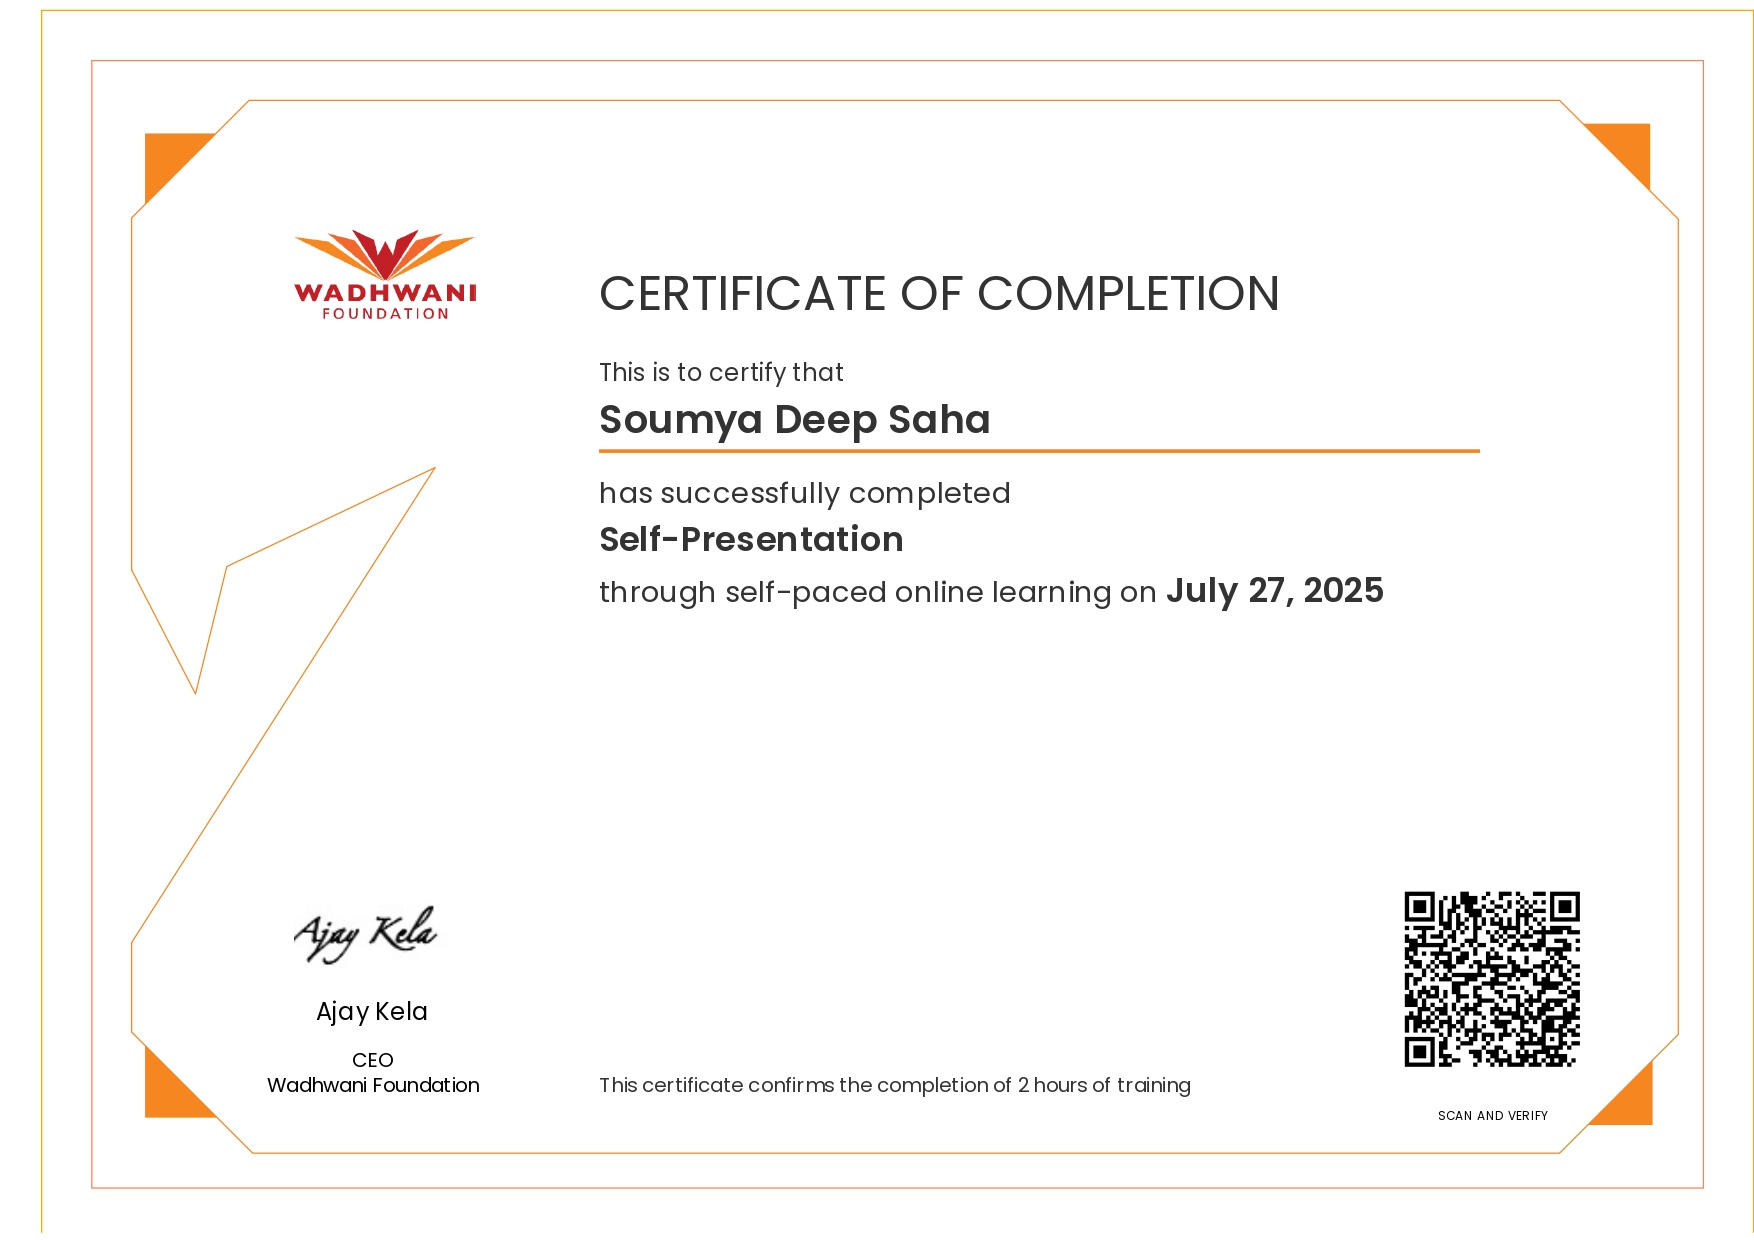 WADHWANI
FOUNDATION
CERTIFICATE OF COMPLETION
This is to certify that
Soumya Deep Saha
has successfully completed
Self-Presentation
through self-paced online learning on July 27, 2025
Ajay Kela
Ajay Kela
CEO
Wadhwani Foundation
This certificate confirms the completion of 2 hours of training
SCAN AND VERIFY